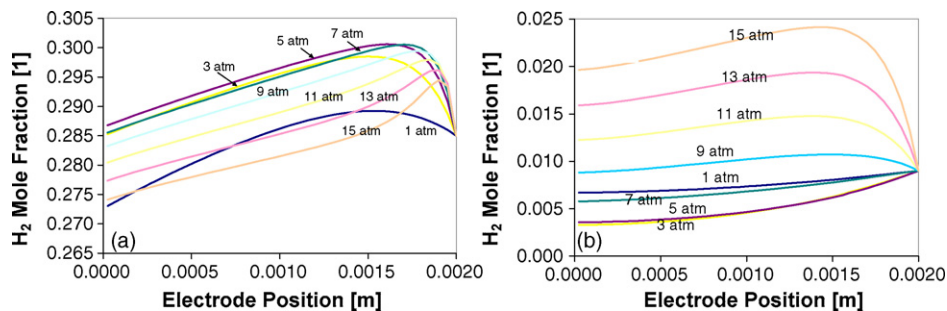 0.305
0.300
0.295
0.290
0.285
0.280
0.275
0.270
0.265
H2 Mole Fraction [1]
7 atm
5 atm
3 atm
9 atm
11 atm
13 atm
15 atm
1 atm
(a)
0.0000 0.0005 0.0010 0.0015 0.0020
Electrode Position [m]
(b)
0.025
0.020
0.015
0.010
0.005
0.000
H2 Mole Fraction [1]
15 atm
13 atm
11 atm
9 atm
1 atm
7 atm
5 atm
3 atm
(b)
0.0000 0.0005 0.0010 0.0015 0.0020
Electrode Position [m]